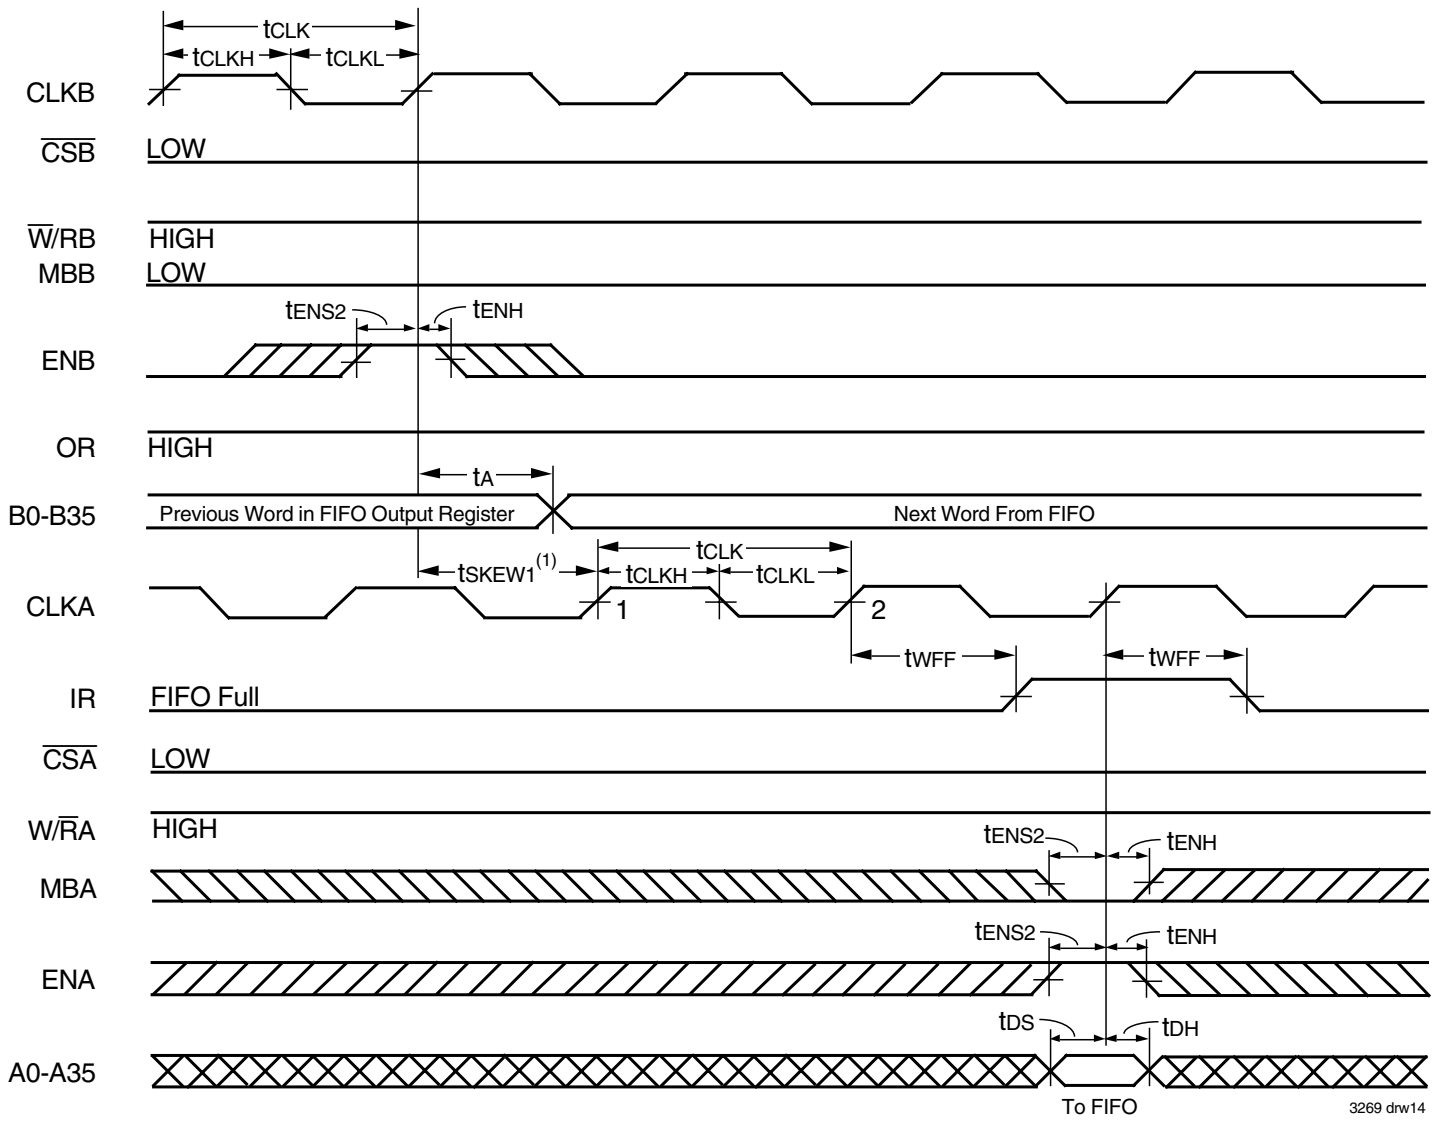 tCLK
tCLKH tCLKL
CLKB
CSB LOW
W/RB HIGH
MBB LOW
tENS2 tENH
ENB
OR HIGH
tA
B0-B35 Previous Word in FIFO Output Register Next Word From FIFO
tCLK
tSKEW1(1) tCLKH tCLKL
CLKA 1 2
tWFF tWFF
IR FIFO Full
CSA LOW
W/RA HIGH
tENS2 tENH
MBA
tENS2 tENH
ENA
tDS tDH
A0-A35
To FIFO
3269 drw14